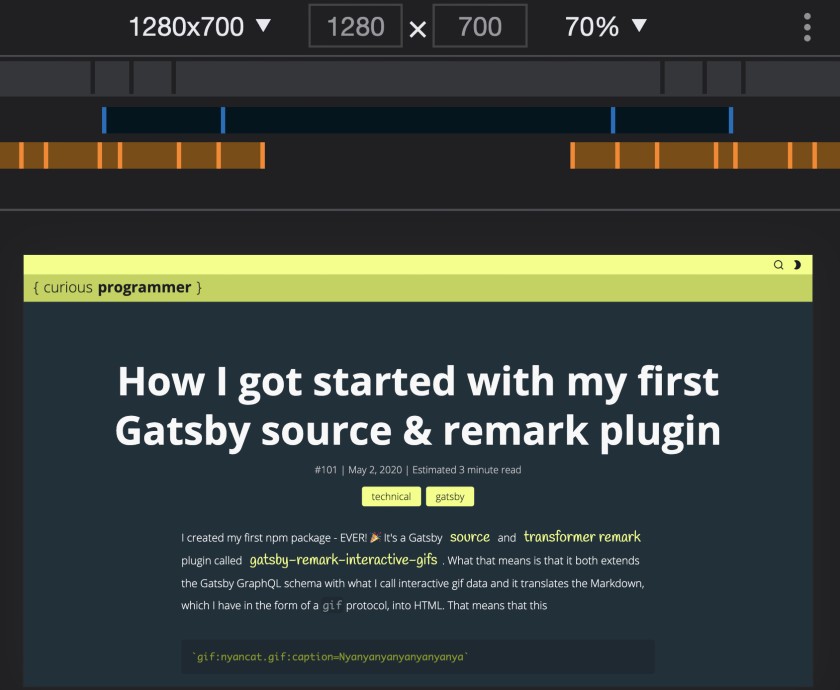 1280x700 ▼ 1280 × 700 70% ▼
{ curious programmer }
How I got started with my first
Gatsby source & remark plugin
#101 | May 2, 2020 | Estimated 3 minute read
technical gatsby
I created my first npm package - EVER! 🎉 It's a Gatsby source and transformer remark
plugin called gatsby-remark-interactive-gifs . What that means is that it both extends
the Gatsby GraphQL schema with what I call interactive gif data and it translates the Markdown,
which I have in the form of a gif protocol, into HTML. That means that this
`gif:nyancat.gif:caption=Nyanyanyanyanyanyanya`